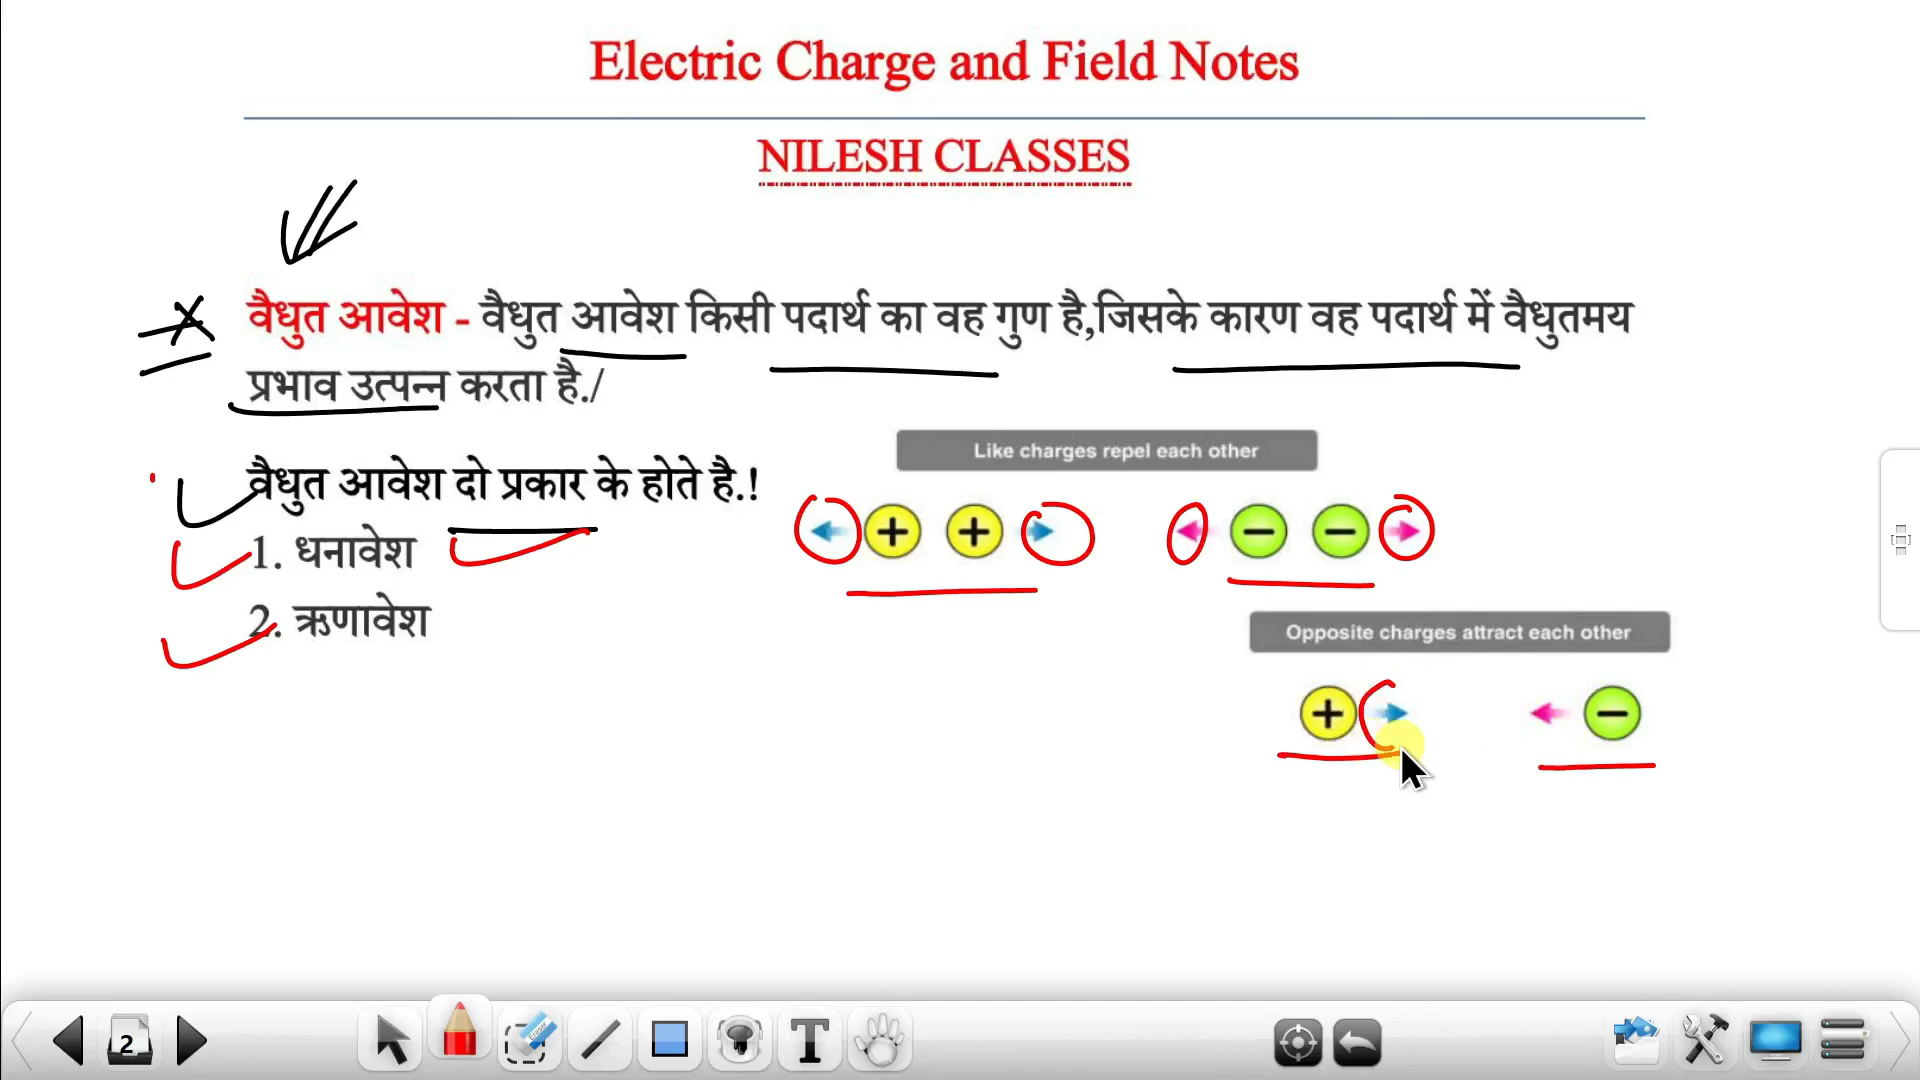 Electric Charge and Field Notes
NILESH CLASSES
वैधुत आवेश - वैधुत आवेश किसी पदार्थ का वह गुण है,जिसके कारण वह पदार्थ में वैधुतमय
प्रभाव उत्पन्न करता है./
वैधुत आवेश दो प्रकार के होते है.!
1. धनावेश
2. ऋणावेश
Like charges repel each other
+ + − −
Opposite charges attract each other
+ −
2
T